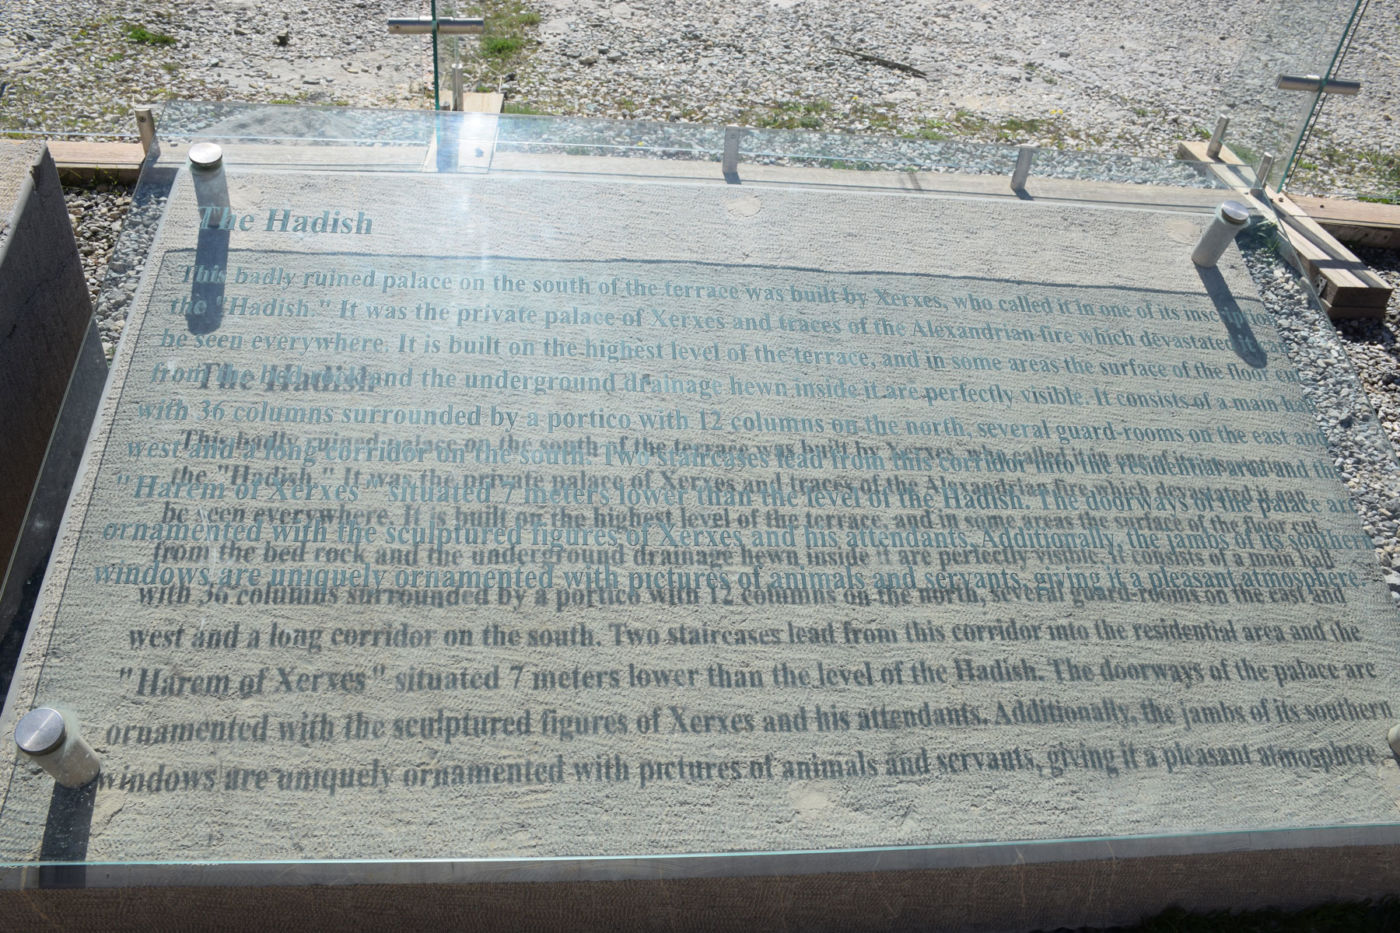 The Hadish
This badly ruined palace on the south of the terrace was built by Xerxes, who called it in one of its inscriptions
the "Hadish." It was the private palace of Xerxes and traces of the Alexandrian fire which devastated it can
be seen everywhere. It is built on the highest level of the terrace, and in some areas the surface of the floor cut
from the bed rock and the underground drainage hewn inside it are perfectly visible. It consists of a main hall
with 36 columns surrounded by a portico with 12 columns on the north, several guard-rooms on the east and
west and a long corridor on the south. Two staircases lead from this corridor into the residential area and the
"Harem of Xerxes" situated 7 meters lower than the level of the Hadish. The doorways of the palace are
ornamented with the sculptured figures of Xerxes and his attendants. Additionally, the jambs of its southern
windows are uniquely ornamented with pictures of animals and servants, giving it a pleasant atmosphere.